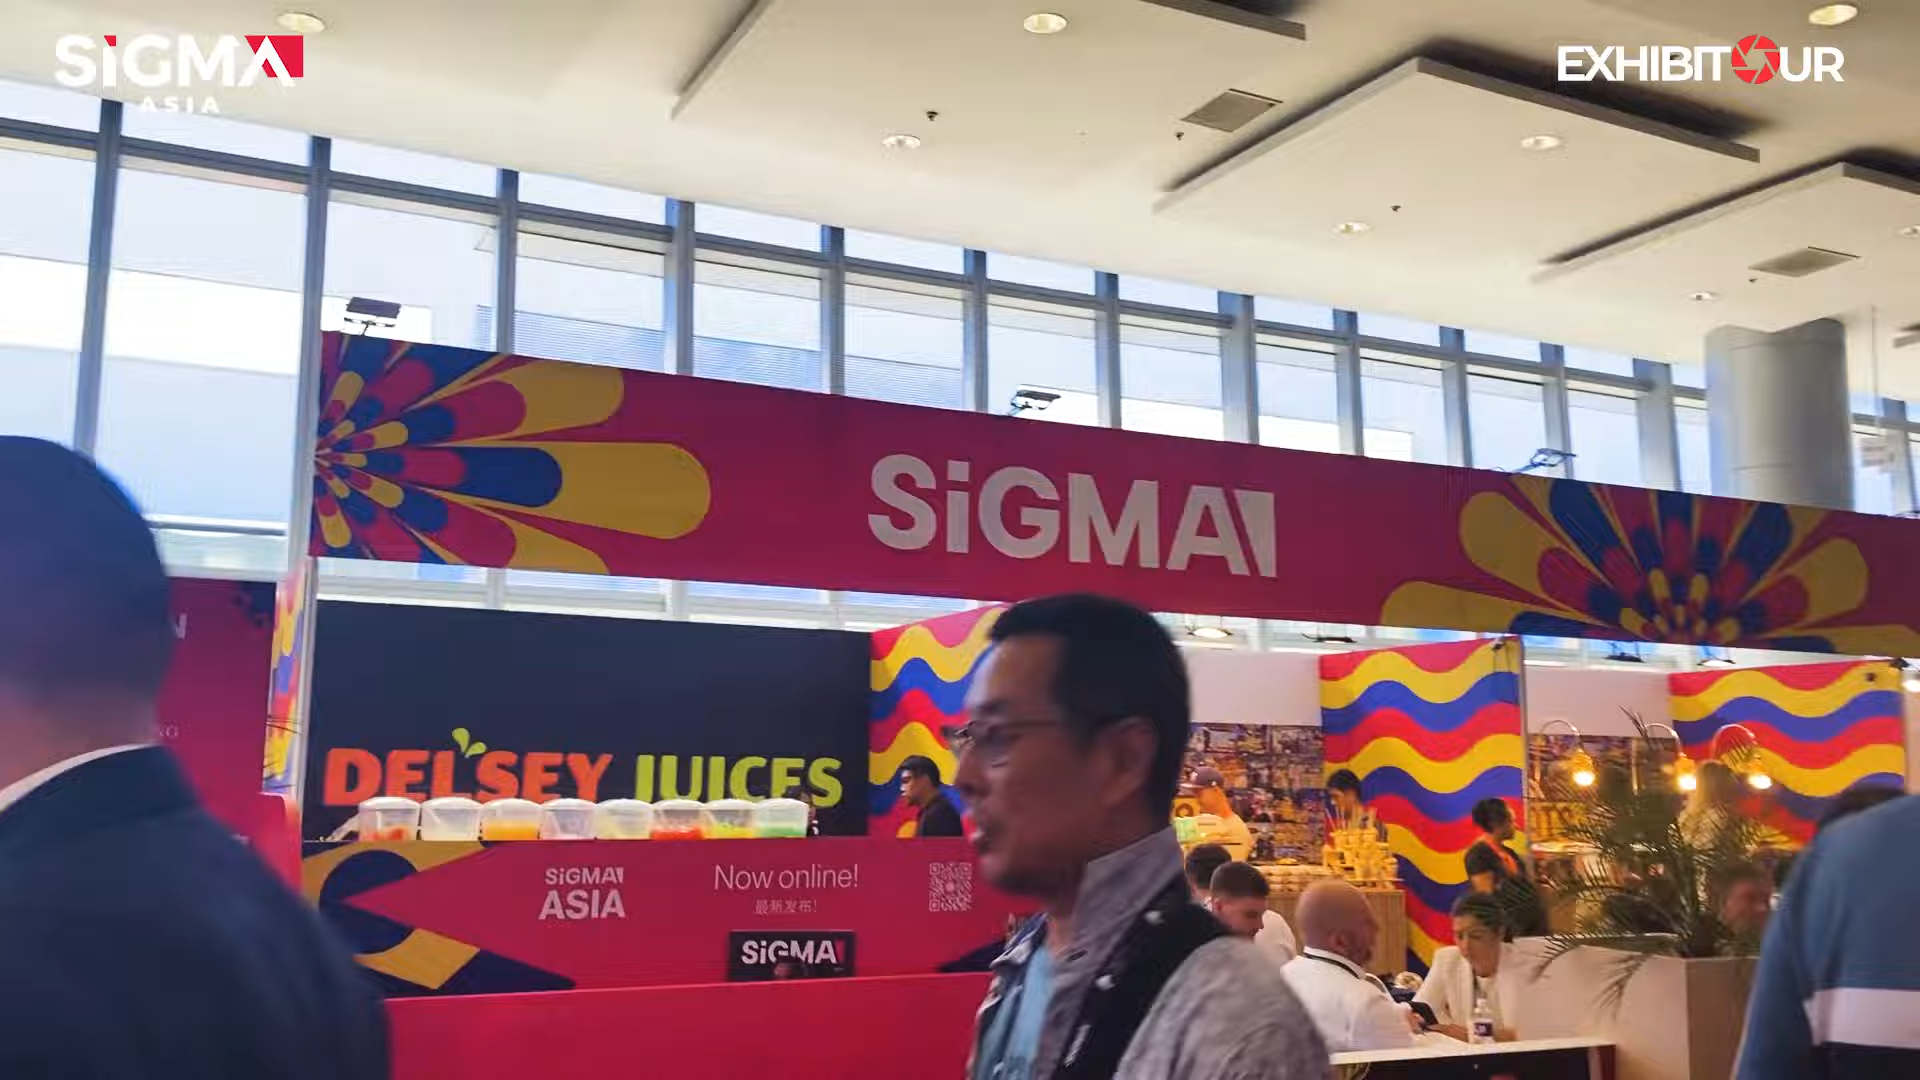 SiGMA
ASIA
EXHIBITOUR
SiGMA
DELSEY JUICES
SiGMA
ASIA
Now online!
最新发布!
SiGMA